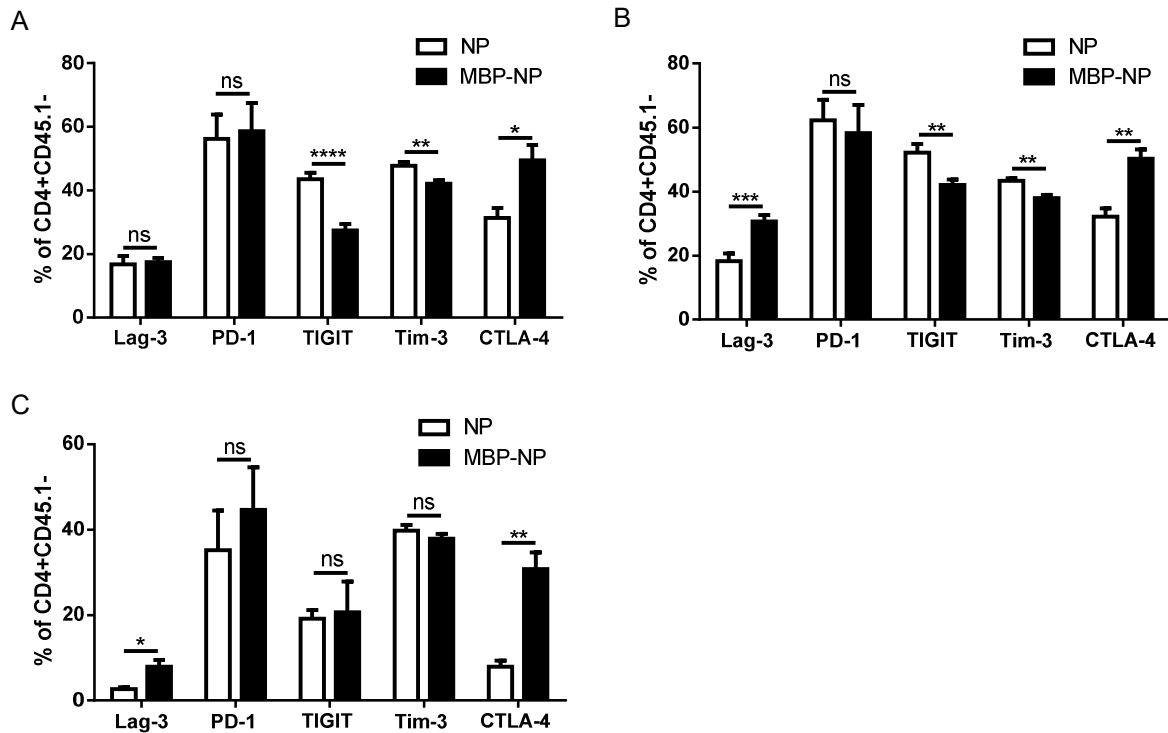 A
NP
MBP-NP
% of CD4+CD45.1-
80
60
40
20
0
ns
ns
****
**
*
Lag-3 PD-1 TIGIT Tim-3 CTLA-4
B
NP
MBP-NP
% of CD4+CD45.1-
80
60
40
20
0
***
ns
**
**
**
Lag-3 PD-1 TIGIT Tim-3 CTLA-4
C
NP
MBP-NP
% of CD4+CD45.1-
60
40
20
0
*
ns
ns
ns
**
Lag-3 PD-1 TIGIT Tim-3 CTLA-4